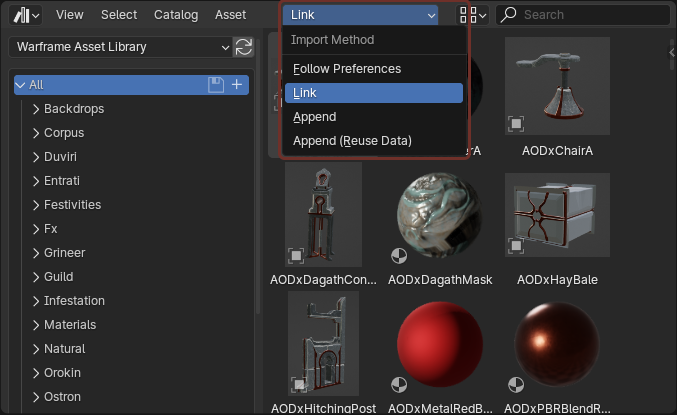 View Select Catalog Asset Link Search
Import Method
Follow Preferences
Link
Append
Append (Reuse Data)
Warframe Asset Library
All
Backdrops
Corpus
Duviri
Entrati
Festivities
Fx
Grineer
Guild
Infestation
Materials
Natural
Orokin
Ostron
erA
AODxChairA
AODxDagathCon...
AODxDagathMask
AODxHayBale
AODxHitchingPost
AODxMetalRedB...
AODxPBRBlendR...